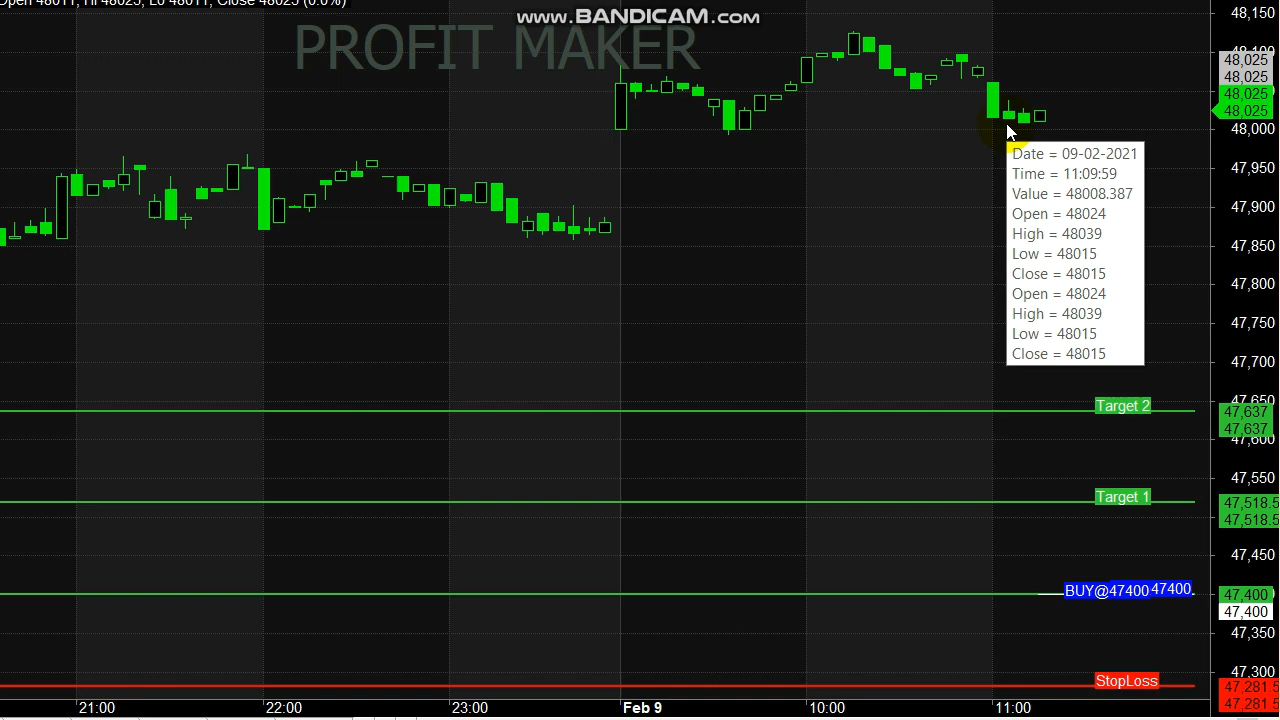 Open 48011, Hi 48025, Lo 48011, Close 48025 (0.0%)
www.BANDICAM.com
PROFIT MAKER
48,150
48,100
48,025
48,025
48,025
48,025
48,000
Date = 09-02-2021
Time = 11:09:59
Value = 48008.387
Open = 48024
High = 48039
Low = 48015
Close = 48015
Open = 48024
High = 48039
Low = 48015
Close = 48015
47,950
47,900
47,850
47,800
47,750
47,700
47,650
Target 2
47,637
47,637
47,600
47,550
Target 1
47,518.5
47,518.5
47,450
BUY@47400 47400
47,400
47,400
47,350
47,300
StopLoss
47,281.5
47,281.5
21:00 22:00 23:00 Feb 9 10:00 11:00